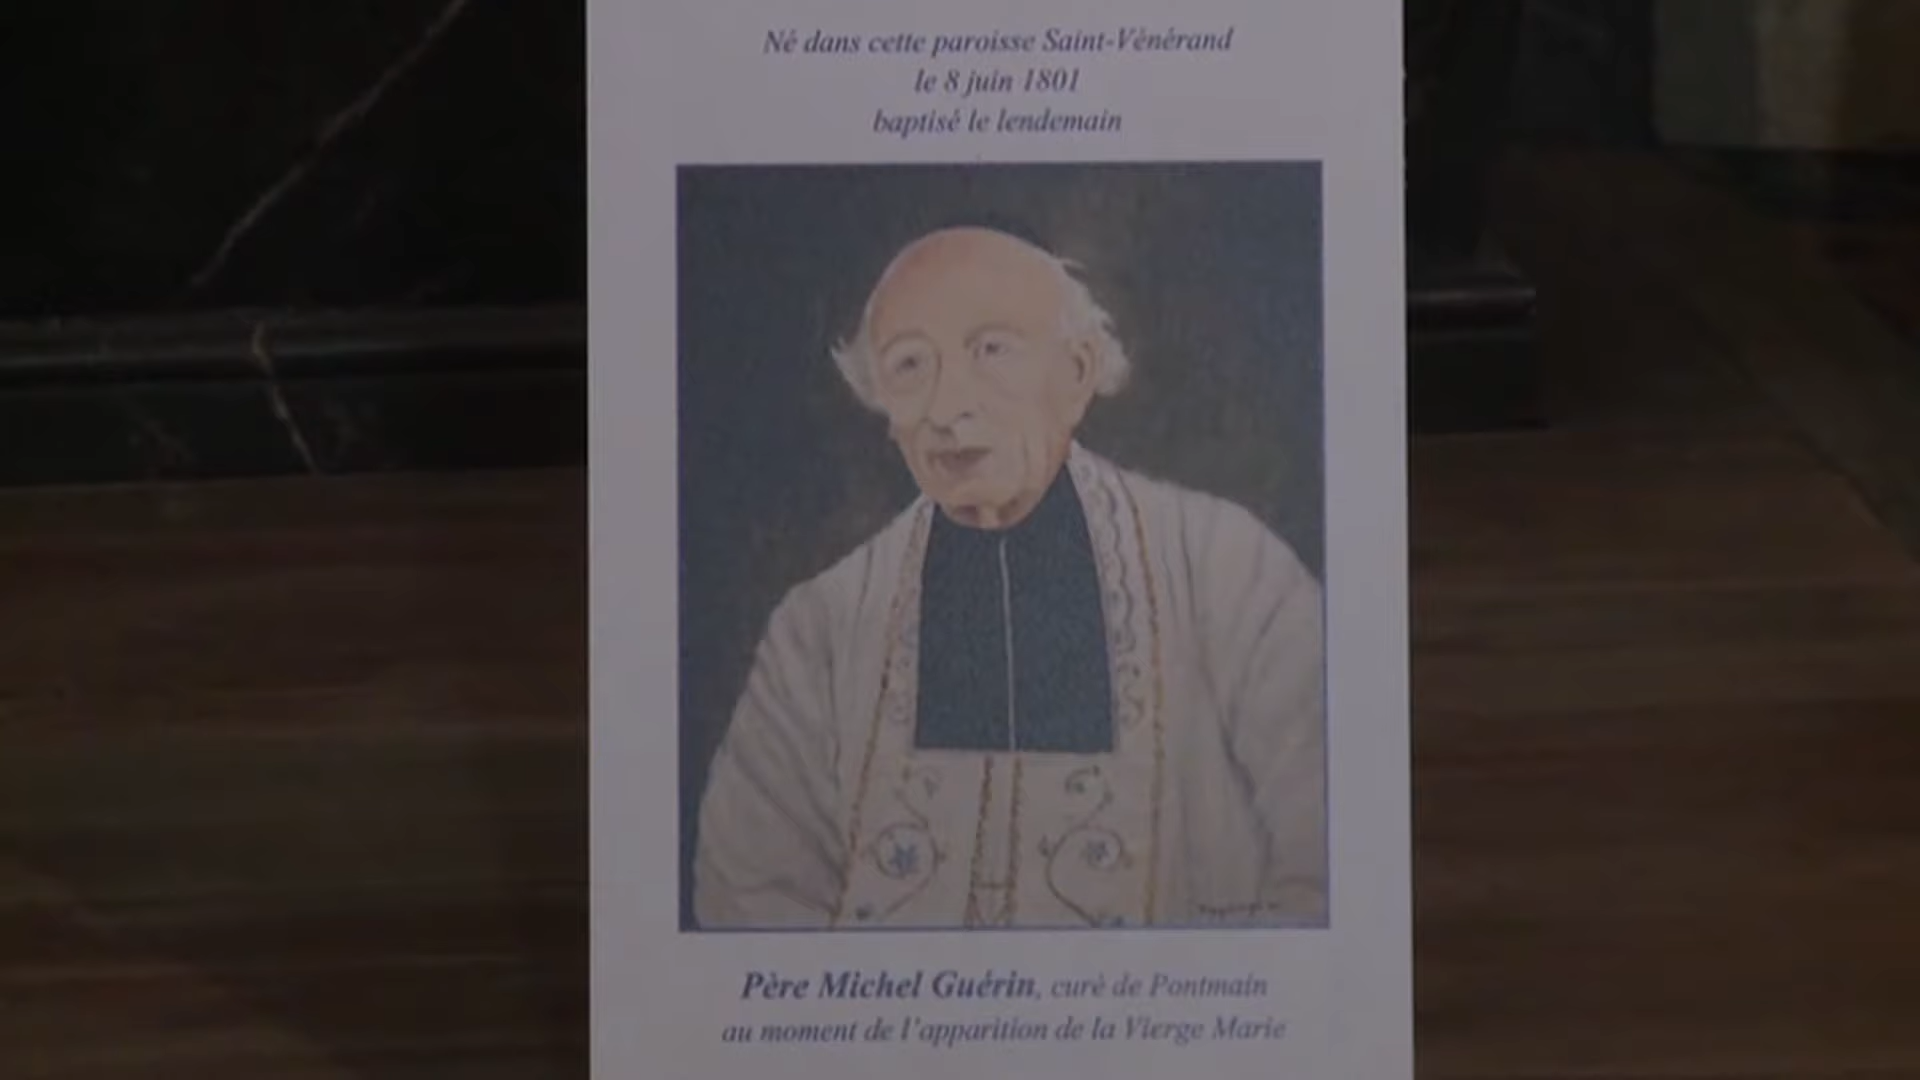 Né dans cette paroisse Saint-Vénérand
le 8 juin 1801
baptisé le lendemain
Père Michel Guérin, curé de Pontmain
au moment de l'apparition de la Vierge Marie